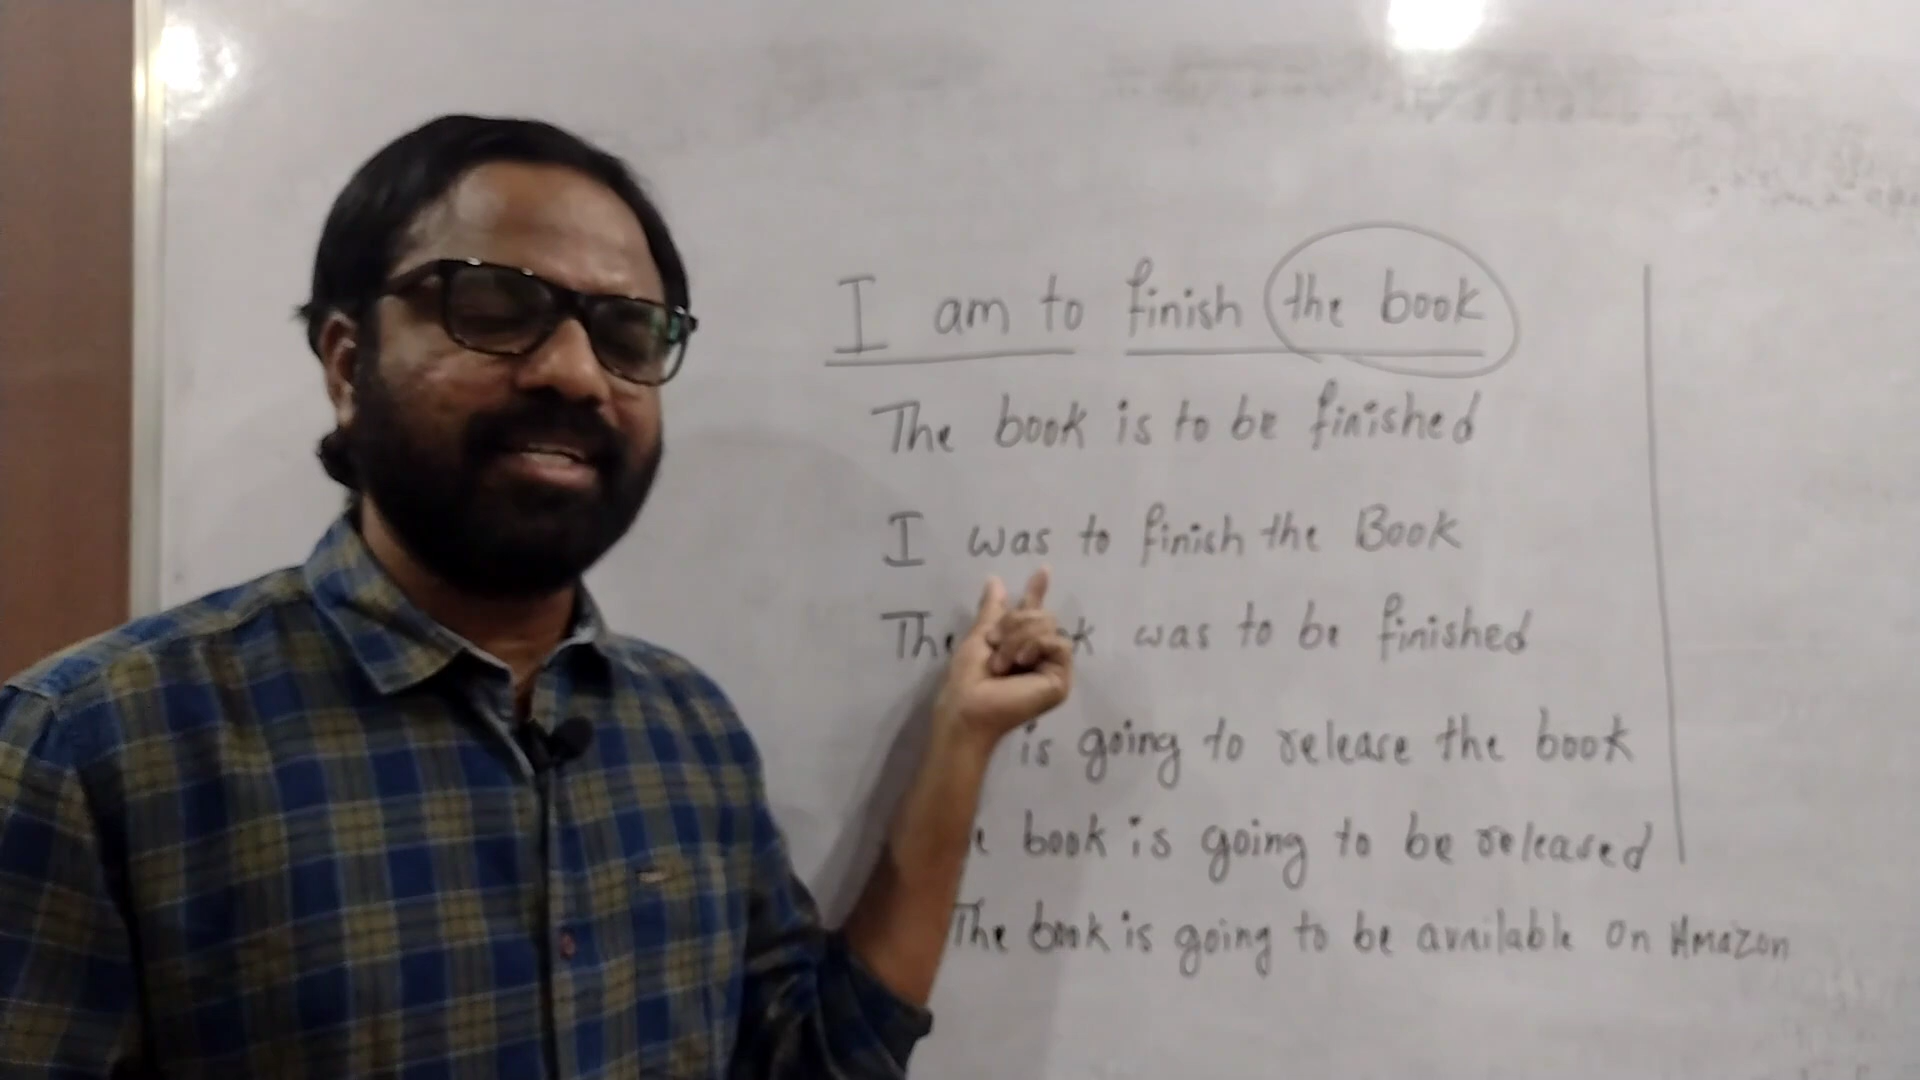 I am to finish the book
The book is to be finished
I was to finish the Book
The was to be finished
is going to release the book
book is going to be released
The book is going to be available on Amazon